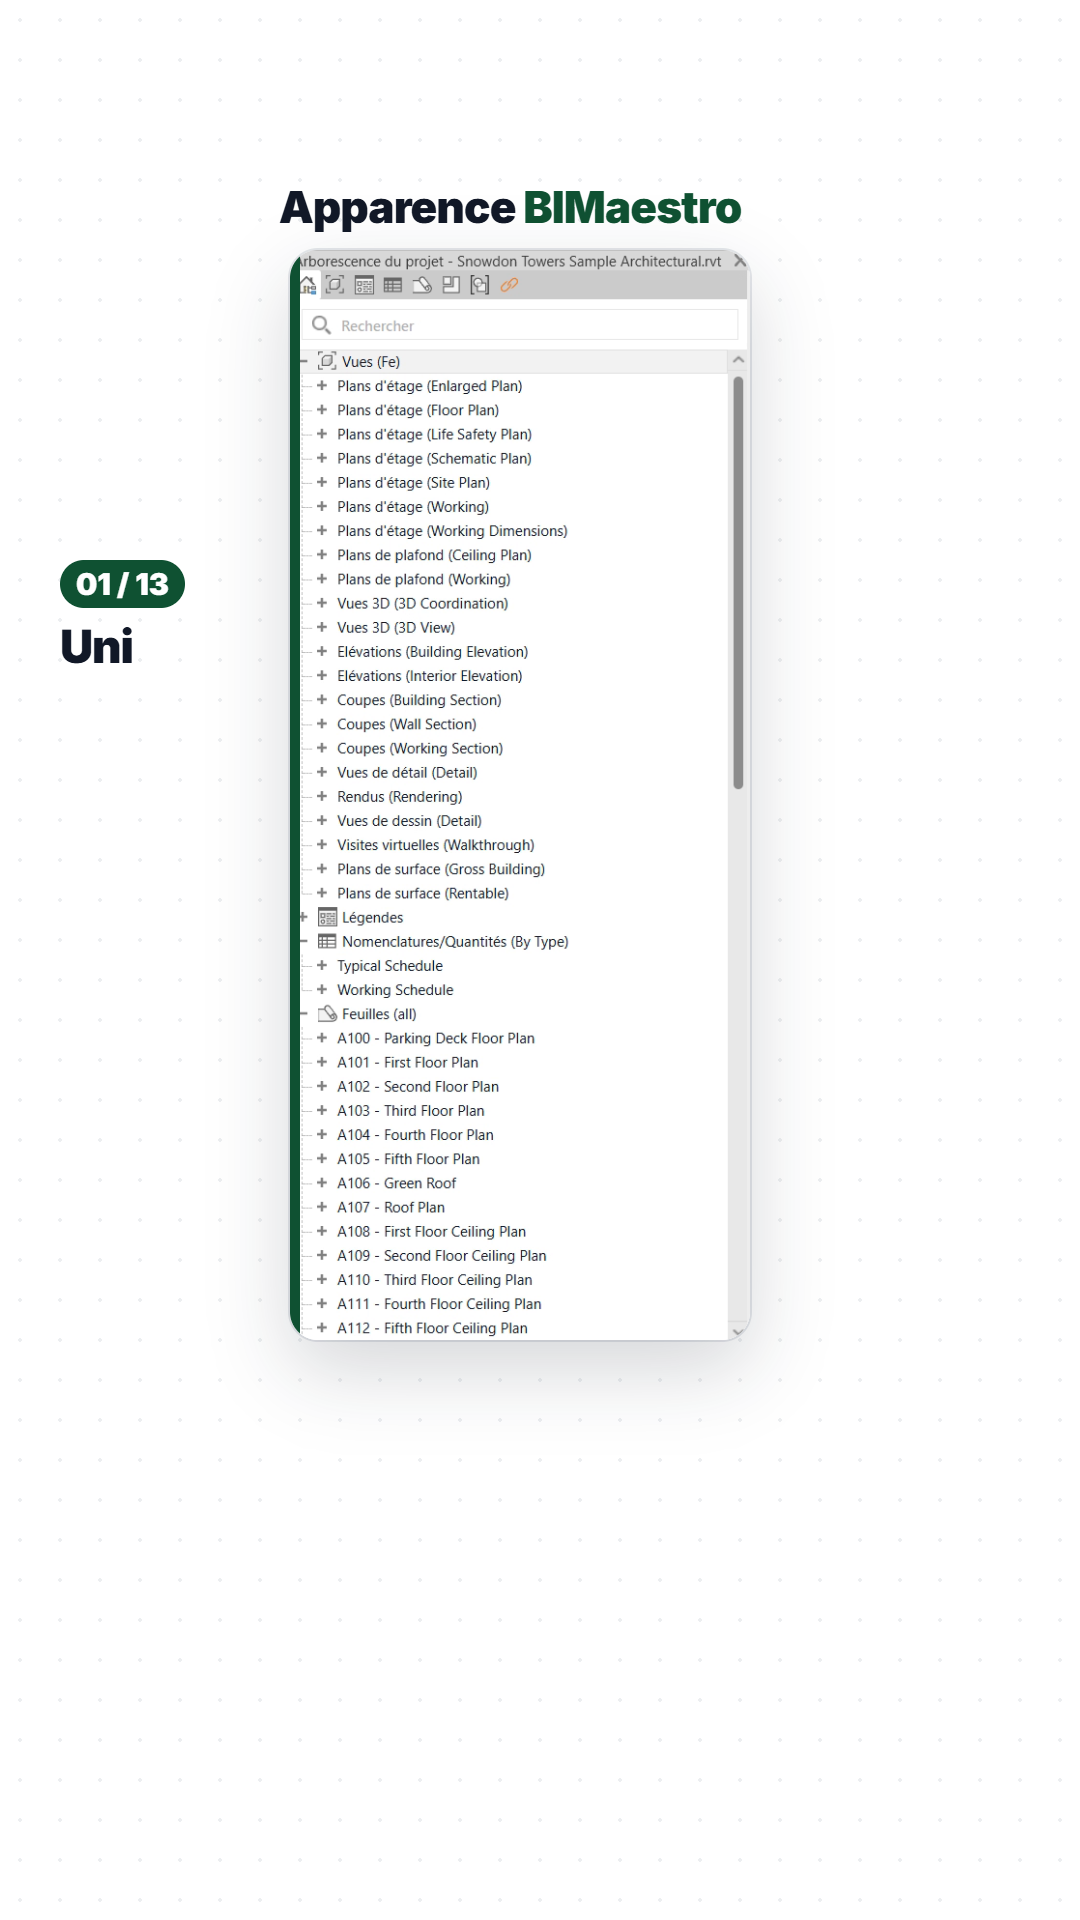 Apparence BIMaestro
Arborescence du projet - Snowdon Towers Sample Architectural.rvt
Rechercher
Vues (Fe)
Plans d'étage (Enlarged Plan)
Plans d'étage (Floor Plan)
Plans d'étage (Life Safety Plan)
Plans d'étage (Schematic Plan)
Plans d'étage (Site Plan)
Plans d'étage (Working)
Plans d'étage (Working Dimensions)
Plans de plafond (Ceiling Plan)
Plans de plafond (Working)
Vues 3D (3D Coordination)
Vues 3D (3D View)
Elévations (Building Elevation)
Elévations (Interior Elevation)
Coupes (Building Section)
Coupes (Wall Section)
Coupes (Working Section)
Vues de détail (Detail)
Rendus (Rendering)
Vues de dessin (Detail)
Visites virtuelles (Walkthrough)
Plans de surface (Gross Building)
Plans de surface (Rentable)
Légendes
Nomenclatures/Quantités (By Type)
Typical Schedule
Working Schedule
Feuilles (all)
A100 - Parking Deck Floor Plan
A101 - First Floor Plan
A102 - Second Floor Plan
A103 - Third Floor Plan
A104 - Fourth Floor Plan
A105 - Fifth Floor Plan
A106 - Green Roof
A107 - Roof Plan
A108 - First Floor Ceiling Plan
A109 - Second Floor Ceiling Plan
A110 - Third Floor Ceiling Plan
A111 - Fourth Floor Ceiling Plan
A112 - Fifth Floor Ceiling Plan
01 / 13
Uni